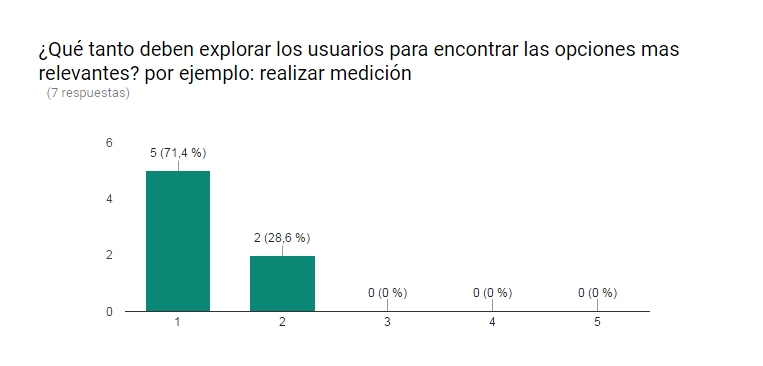 ¿Qué tanto deben explorar los usuarios para encontrar las opciones mas
relevantes? por ejemplo: realizar medición
(7 respuestas)
6
5 (71,4 %)
4
2 (28,6 %)
2
0 (0 %)
0 (0 %)
0 (0 %)
0
1
2
3
4
5